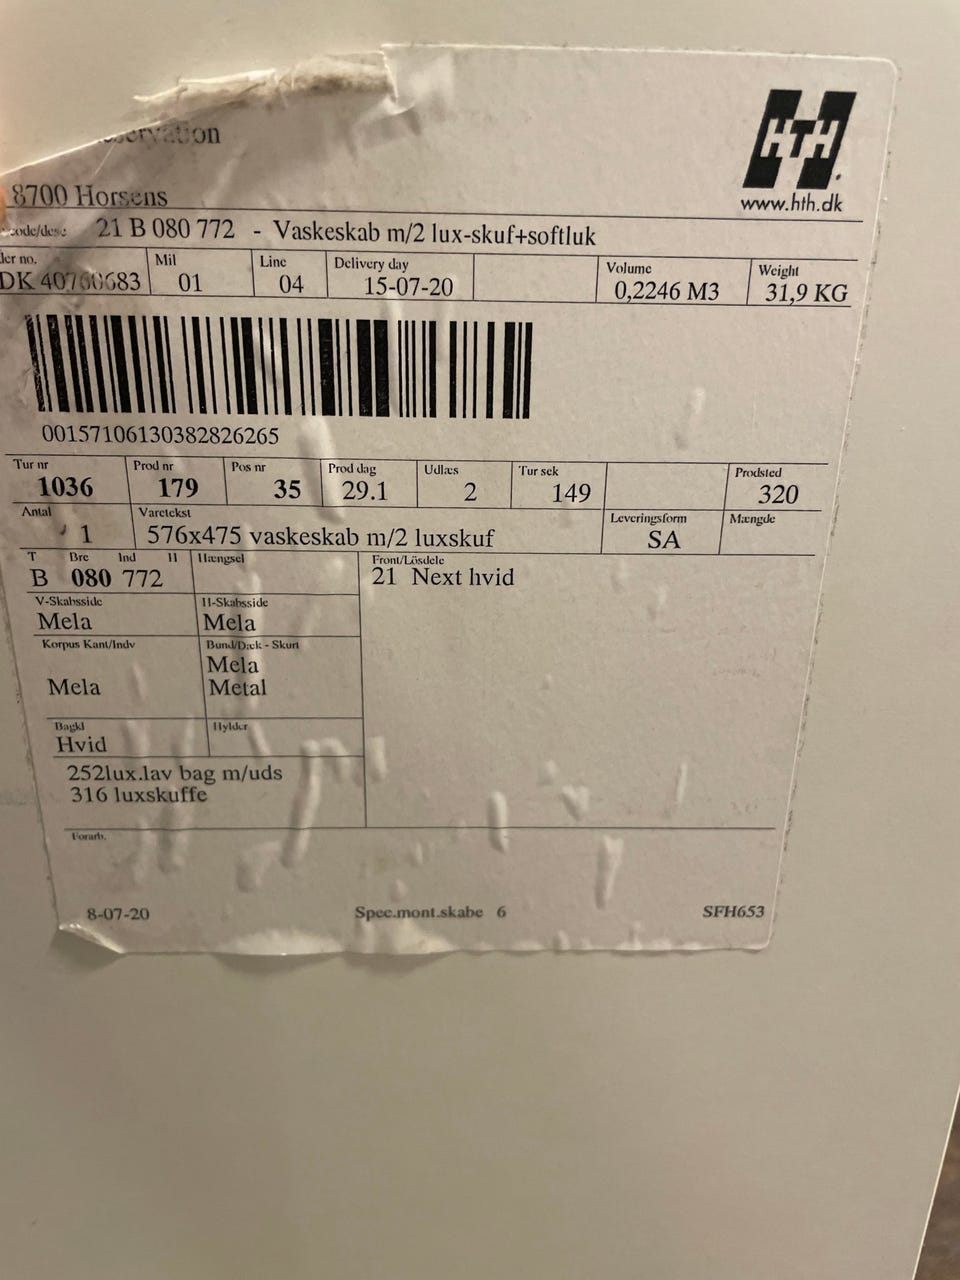 HTH
www.hth.dk
8700 Horsens
21 B 080 772 - Vaskeskab m/2 lux-skuf+softluk
Mil Line Delivery day Volume Weight
01 04 15-07-20 0,2246 M3 31,9 KG
00157106130382826265
Tur nr Prod nr Pos nr Prod dag Udlæs Tur sek Prodsted
1036 179 35 29.1 2 149 320
Antal Varetekst Leveringsform Mængde
1 576x475 vaskeskab m/2 luxskuf SA
T Bre Ind H Hængsel Front/Lösdele
B 080 772 21 Next hvid
V-Skabsside H-Skabsside
Mela Mela
Korpus Kant/Indv Bund/Dæk - Skuff
Mela
Mela Metal
Bagkl Hylder
Hvid
252lux.lav bag m/uds
316 luxskuffe
Forarb.
8-07-20 Spec.mont.skabe 6 SFH653